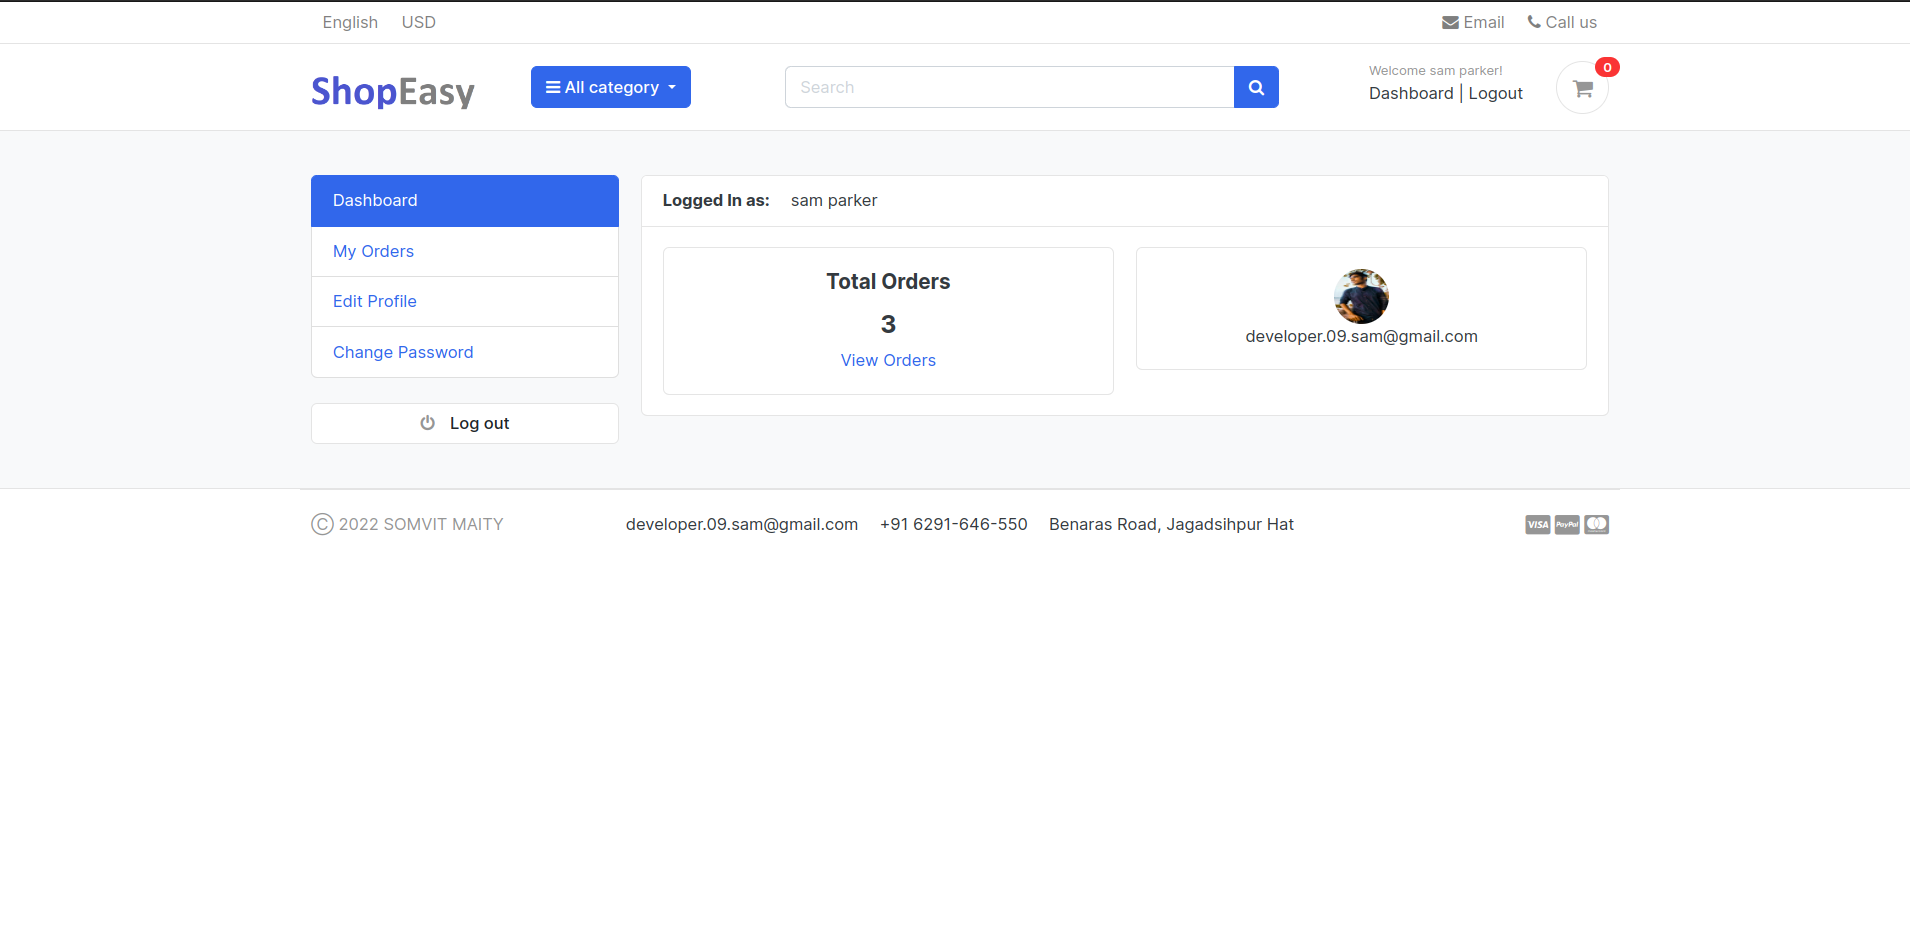 English USD Email Call us
ShopEasy All category Search Welcome sam parker! 0
Dashboard | Logout
Dashboard
My Orders
Edit Profile
Change Password
Log out
Logged In as: sam parker
Total Orders
3
View Orders
developer.09.sam@gmail.com
© 2022 SOMVIT MAITY developer.09.sam@gmail.com +91 6291-646-550 Benaras Road, Jagadsihpur Hat VISA PayPal